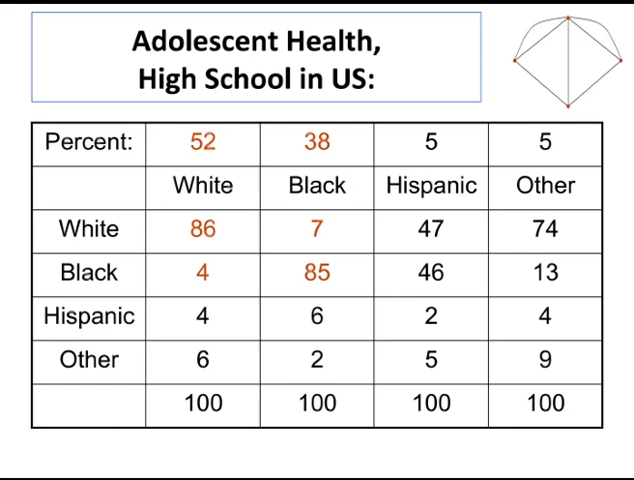 Adolescent Health,
High School in US:
Percent: 52 38 5 5
White Black Hispanic Other
White 86 7 47 74
Black 4 85 46 13
Hispanic 4 6 2 4
Other 6 2 5 9
100 100 100 100